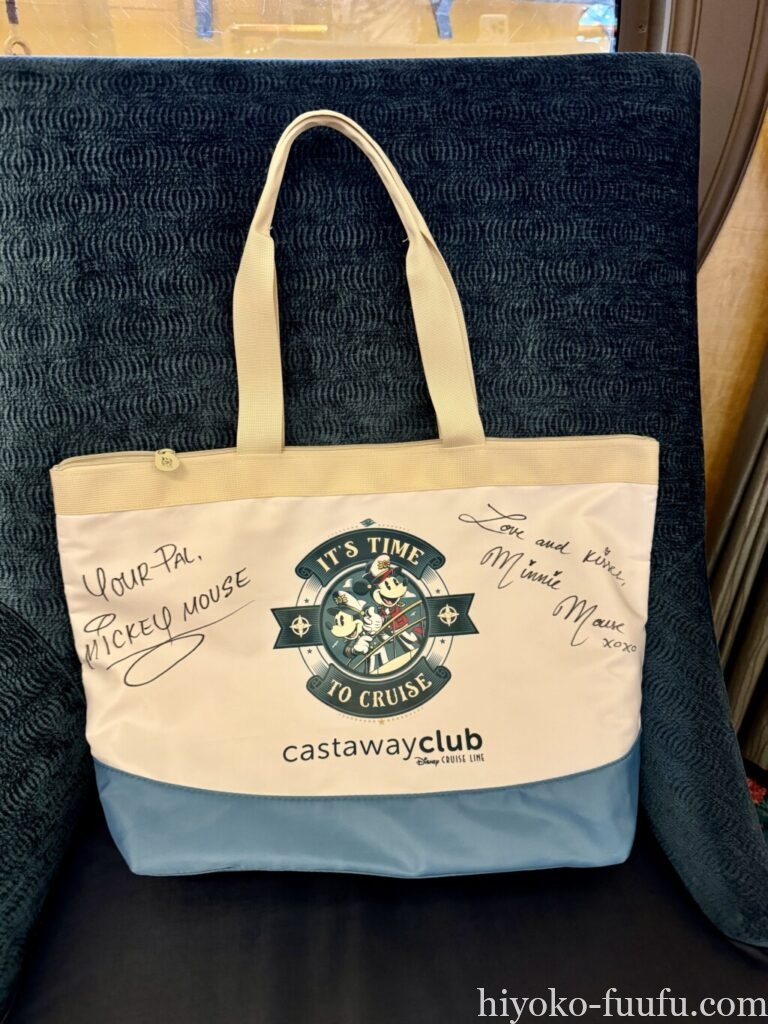 YOUR PAL,
MICKEY MOUSE
IT'S TIME
TO CRUISE
Love and kisses,
Minnie
Mouse
xoxo
castawayclub
Disney CRUISE LINE
hiyoko-fuufu.com